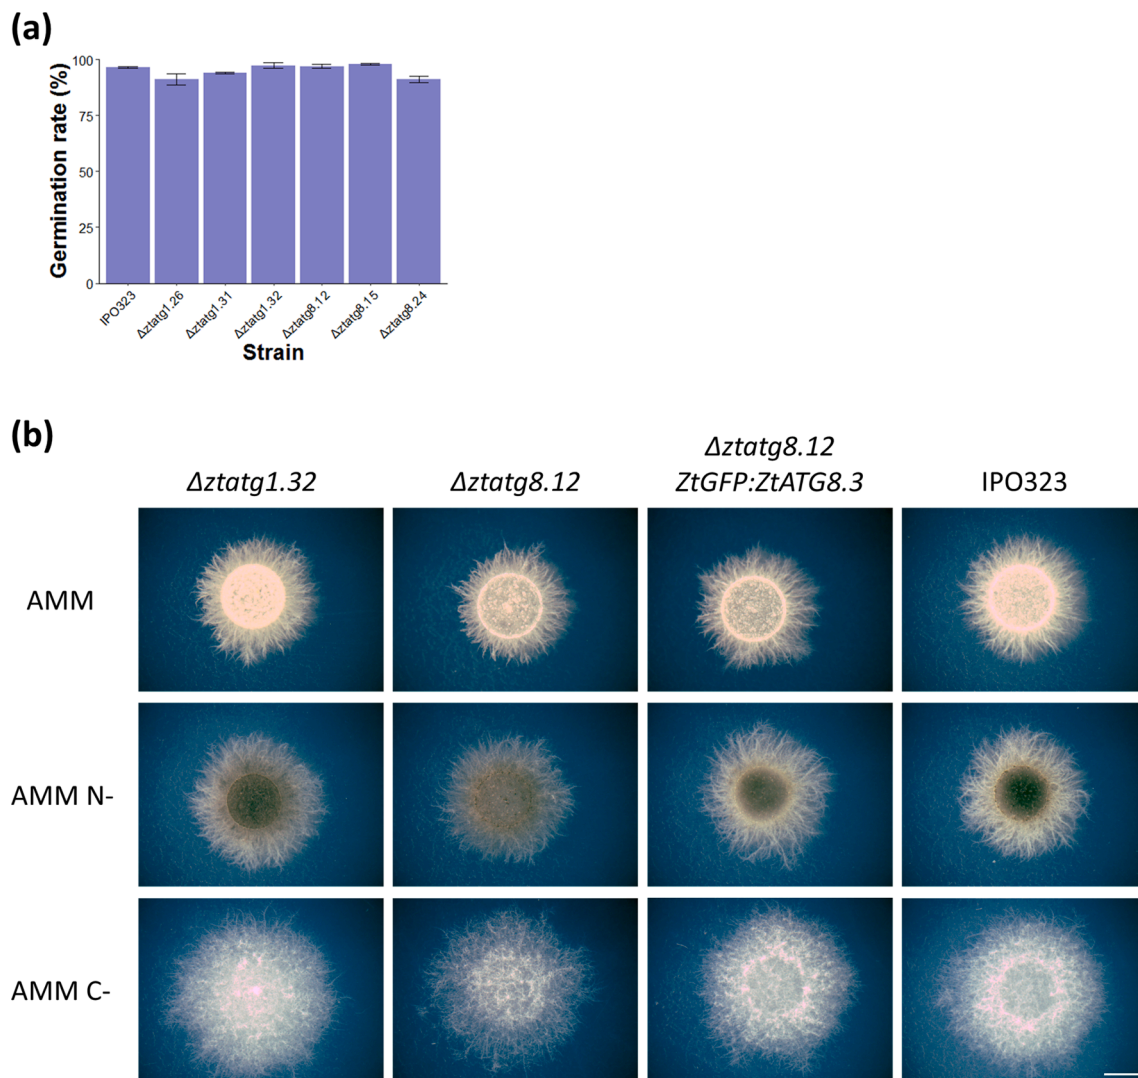 (a)
Germination rate (%)
100
75
50
25
0
IPO323
Δztatg1.26
Δztatg1.31
Δztatg1.32
Δztatg8.12
Δztatg8.15
Δztatg8.24
Strain
(b)
Δztatg1.32
Δztatg8.12
Δztatg8.12
ZtGFP:ZtATG8.3
IPO323
AMM
AMM N-
AMM C-